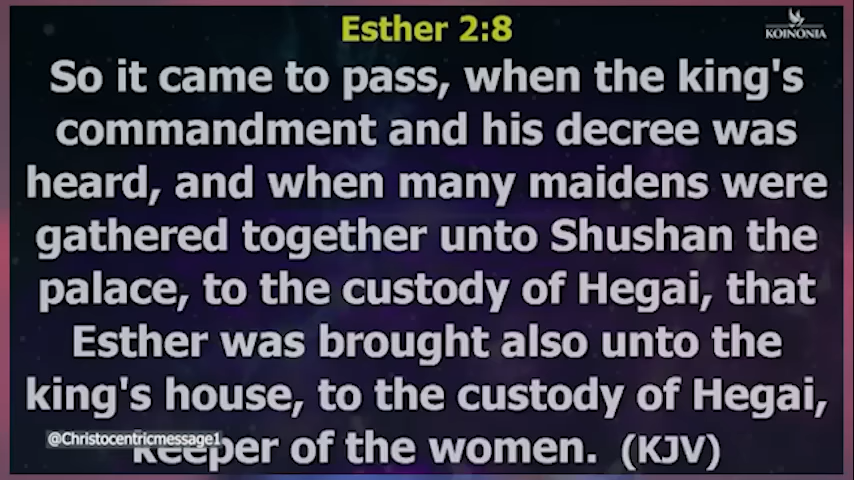 Esther 2:8
KOINONIA
So it came to pass, when the king's
commandment and his decree was
heard, and when many maidens were
gathered together unto Shushan the
palace, to the custody of Hegai, that
Esther was brought also unto the
king's house, to the custody of Hegai,
@Christocentricmessage1
keeper of the women. (KJV)